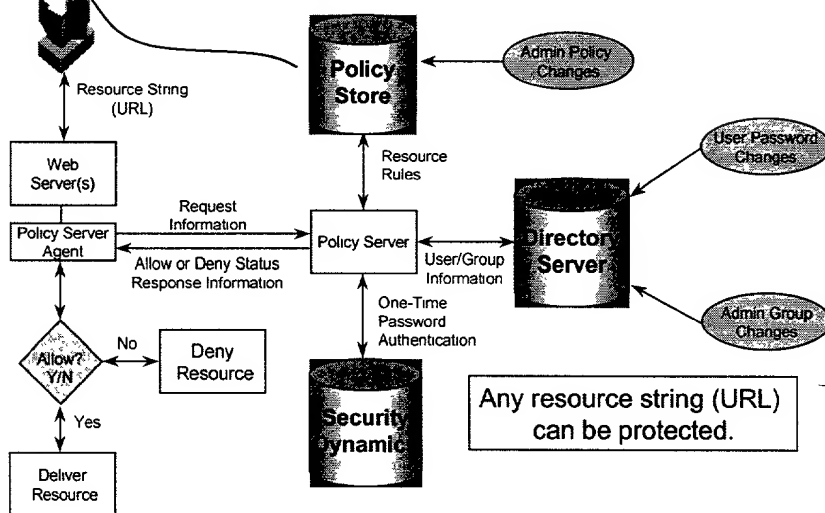 Resource String
(URL)
Policy
Store
Admin Policy
Changes
Web
Server(s)
Resource
Rules
User Password
Changes
Request
Information
Policy Server
Agent
Policy Server
Directory
Server
Allow or Deny Status
Response Information
User/Group
Information
One-Time
Password
Authentication
Admin Group
Changes
Allow?
Y/N
No
Deny
Resource
Yes
Security
Dynamic
Any resource string (URL)
can be protected.
Deliver
Resource